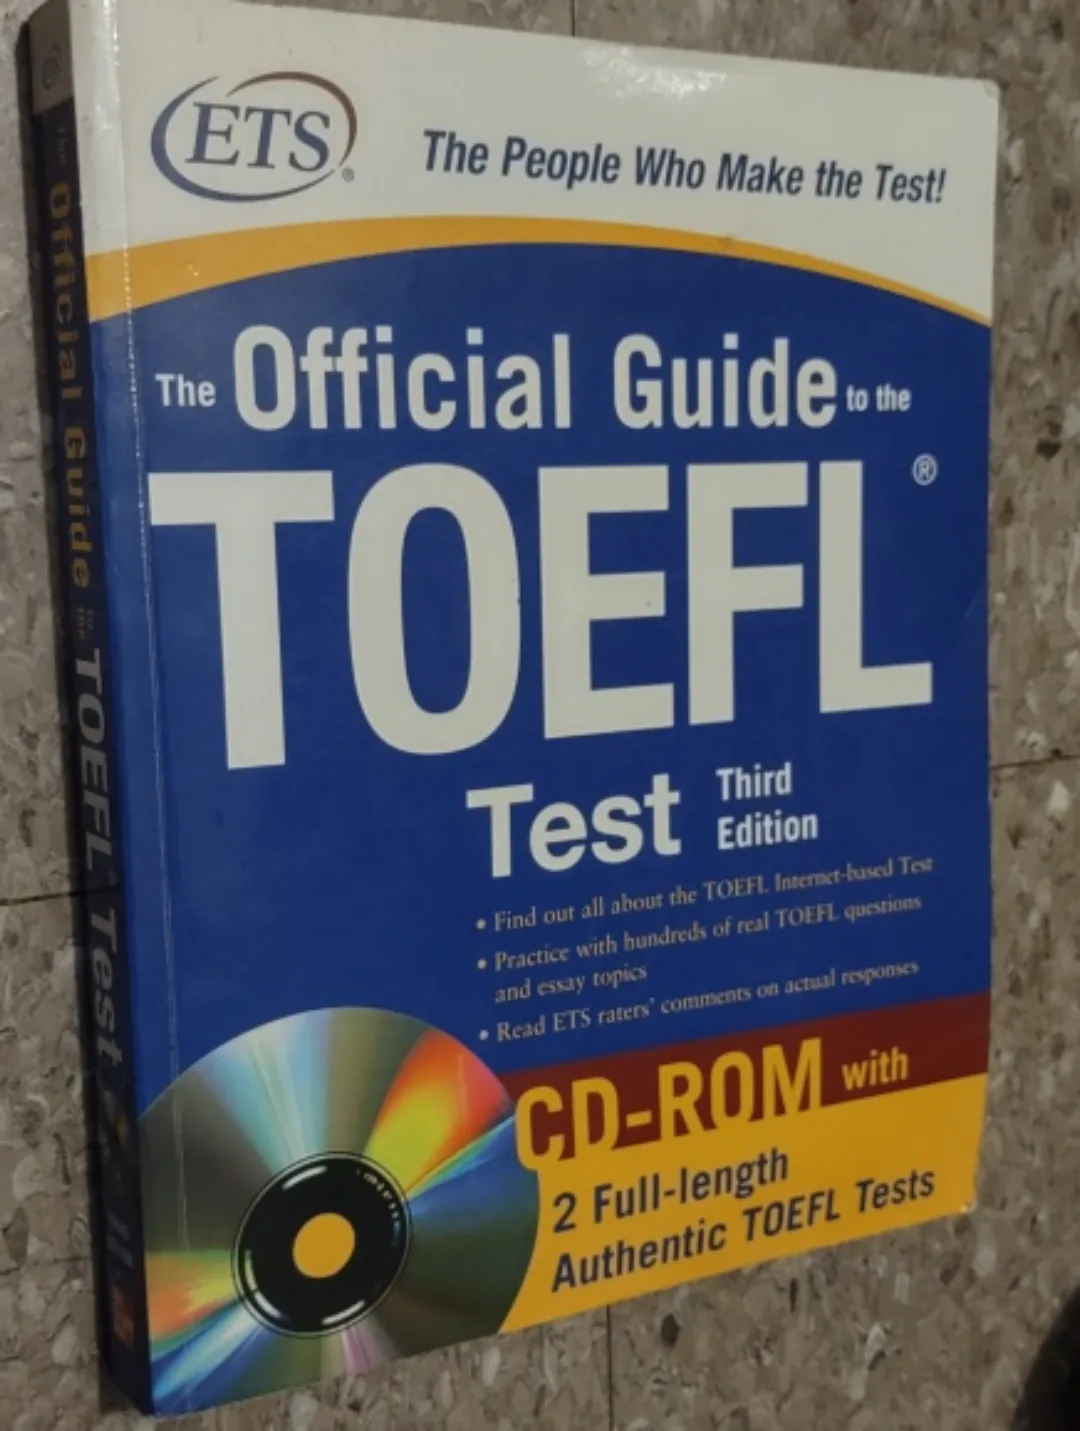 ETS®
The People Who Make the Test!
The Official Guide to the
TOEFL®
Test Third
Edition
• Find out all about the TOEFL Internet-based Test
• Practice with hundreds of real TOEFL questions
and essay topics
• Read ETS raters' comments on actual responses
CD-ROM with
2 Full-length
Authentic TOEFL Tests
The Official Guide to the TOEFL Test